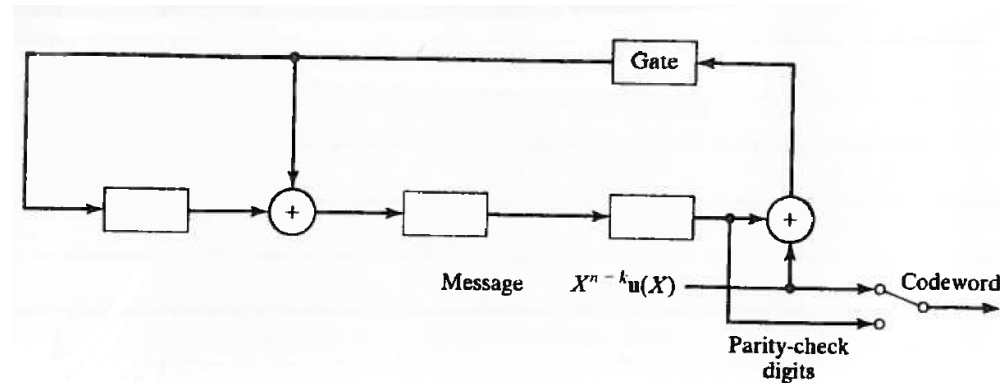 Gate
+
+
Message
X^{n-k}u(X)
Codeword
Parity-check
digits